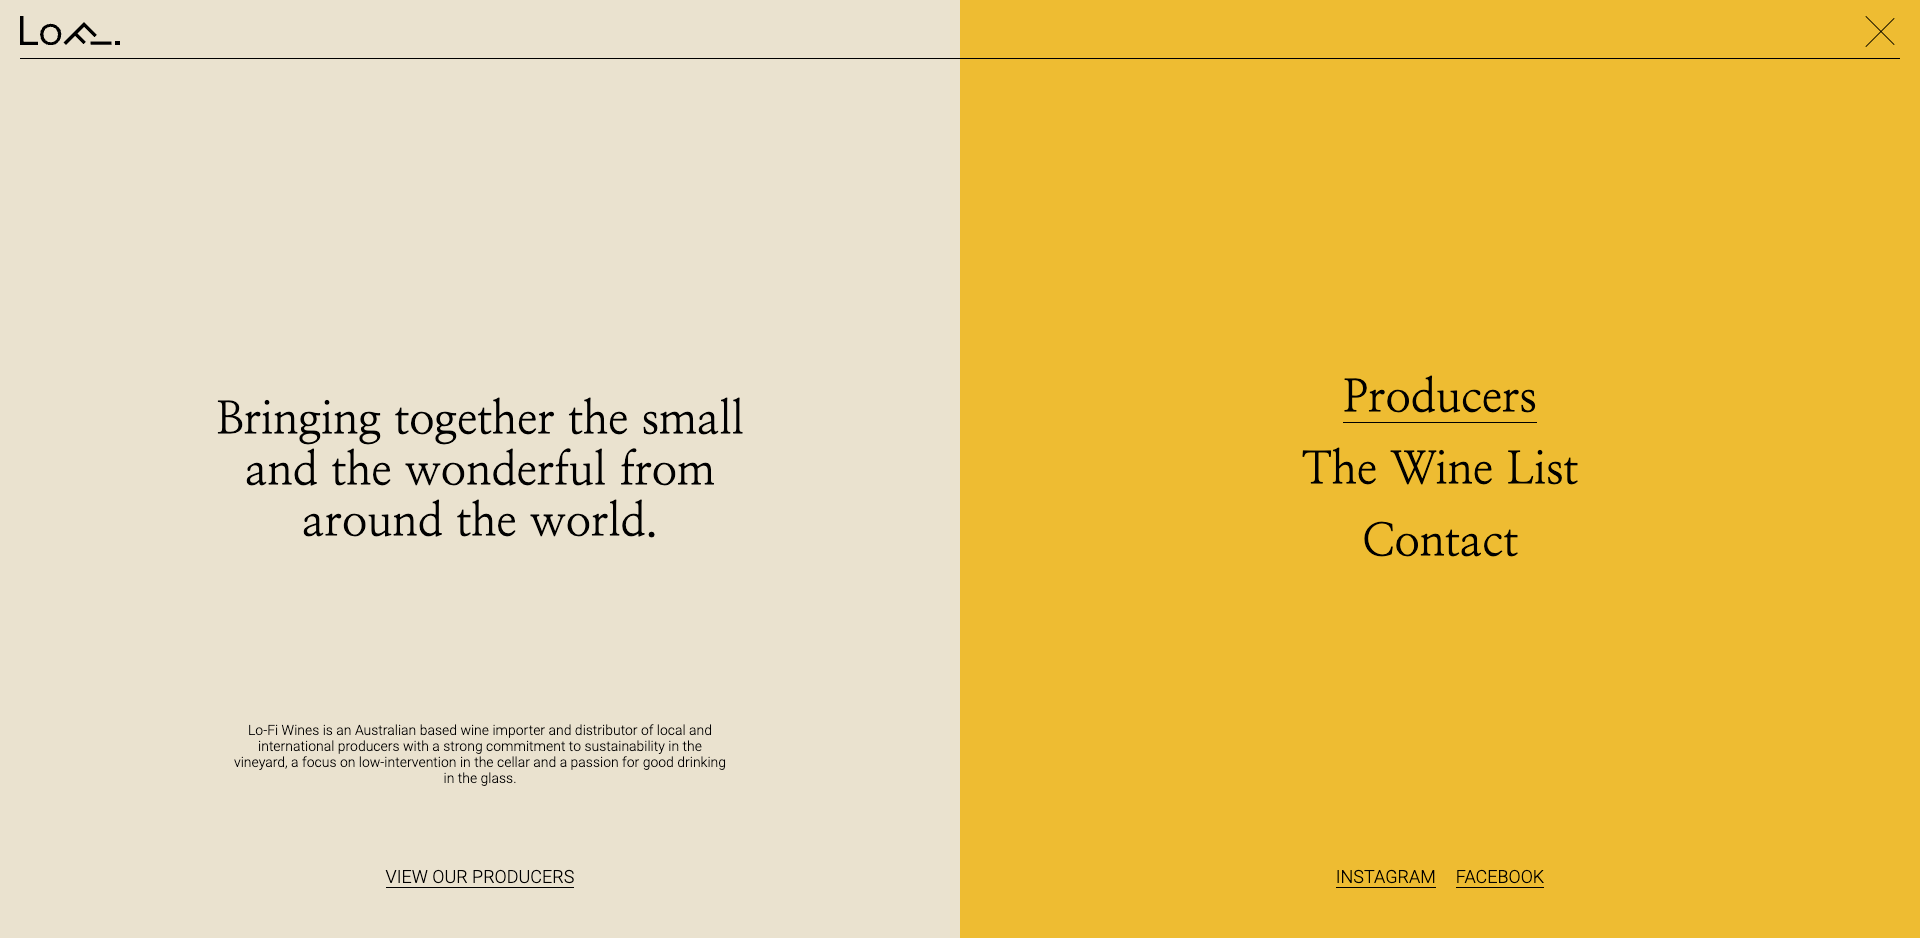 Bringing together the small
and the wonderful from
around the world.
Lo-Fi Wines is an Australian based wine importer and distributor of local and
international producers with a strong commitment to sustainability in the
vineyard, a focus on low-intervention in the cellar and a passion for good drinking
in the glass.
VIEW OUR PRODUCERS
Producers
The Wine List
Contact
INSTAGRAM FACEBOOK